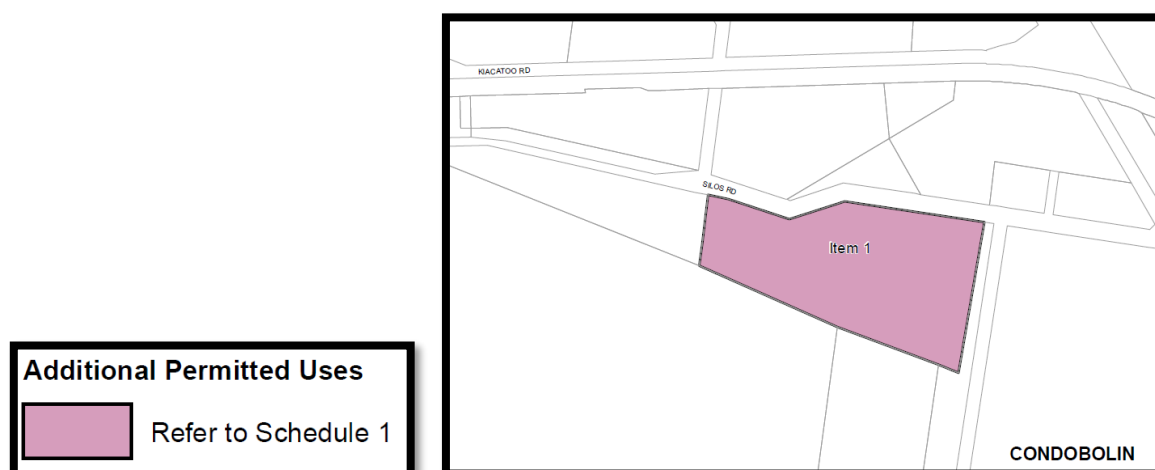 KIACATOO RD
SILOS RD
Item 1
CONDOBOLIN
Additional Permitted Uses
Refer to Schedule 1